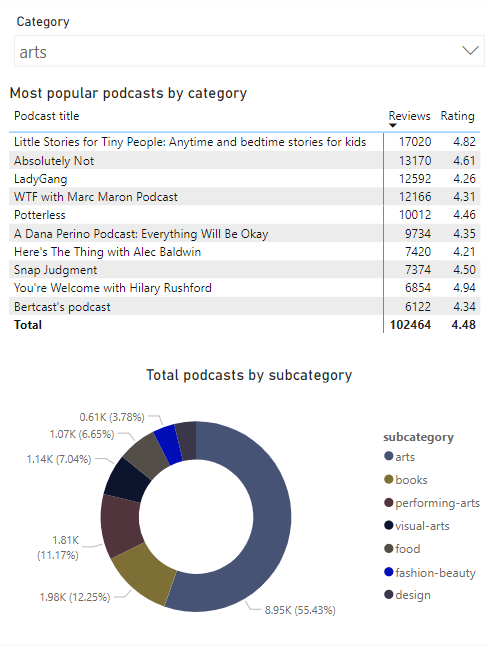 Category
arts
Most popular podcasts by category
Podcast title Reviews Rating
Little Stories for Tiny People: Anytime and bedtime stories for kids 17020 4.82
Absolutely Not 13170 4.61
LadyGang 12592 4.26
WTF with Marc Maron Podcast 12166 4.31
Potterless 10012 4.46
A Dana Perino Podcast: Everything Will Be Okay 9734 4.35
Here's The Thing with Alec Baldwin 7420 4.21
Snap Judgment 7374 4.50
You're Welcome with Hilary Rushford 6854 4.94
Bertcast's podcast 6122 4.34
Total 102464 4.48
Total podcasts by subcategory
0.61K (3.78%)
1.07K (6.65%)
1.14K (7.04%)
1.81K
(11.17%)
1.98K (12.25%)
8.95K (55.43%)
subcategory
arts
books
performing-arts
visual-arts
food
fashion-beauty
design